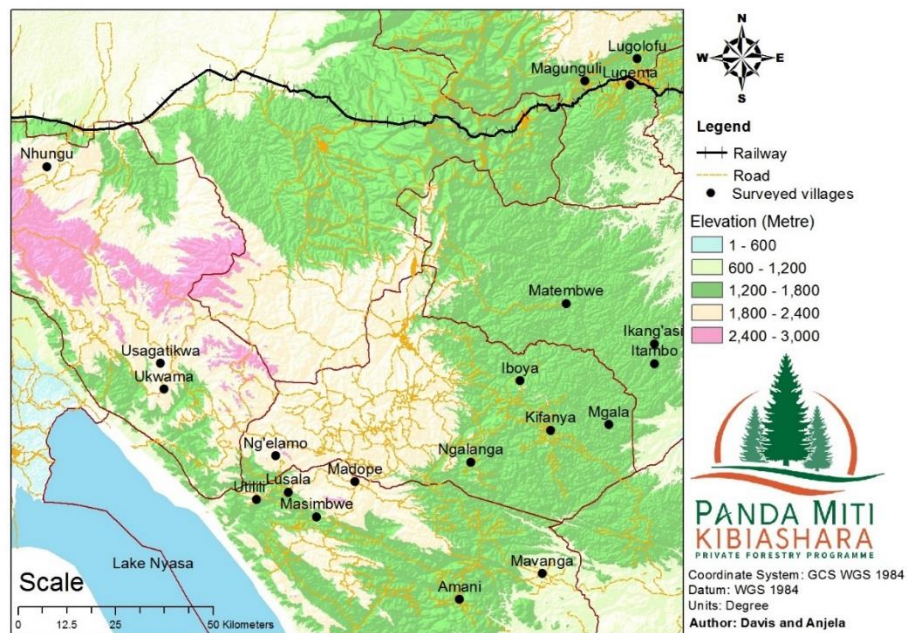 Lugolofu
Magunguli
Lugema
Nhungu
Matembwe
Ikang'asi
Itambo
Usagatikwa
Ukwama
Iboya
Kifanya
Mgala
Ng'elamo
Ngalanga
Madope
Lusala
Utilili
Masimbwe
Mavanga
Amani
Lake Nyasa
Scale
0 12.5 25 50 Kilometers
N
W E
S
Legend
Railway
Road
Surveyed villages
Elevation (Metre)
1 - 600
600 - 1,200
1,200 - 1,800
1,800 - 2,400
2,400 - 3,000
PANDA MITI
KIBIASHARA
PRIVATE FORESTRY PROGRAMME
Coordinate System: GCS WGS 1984
Datum: WGS 1984
Units: Degree
Author: Davis and Anjela